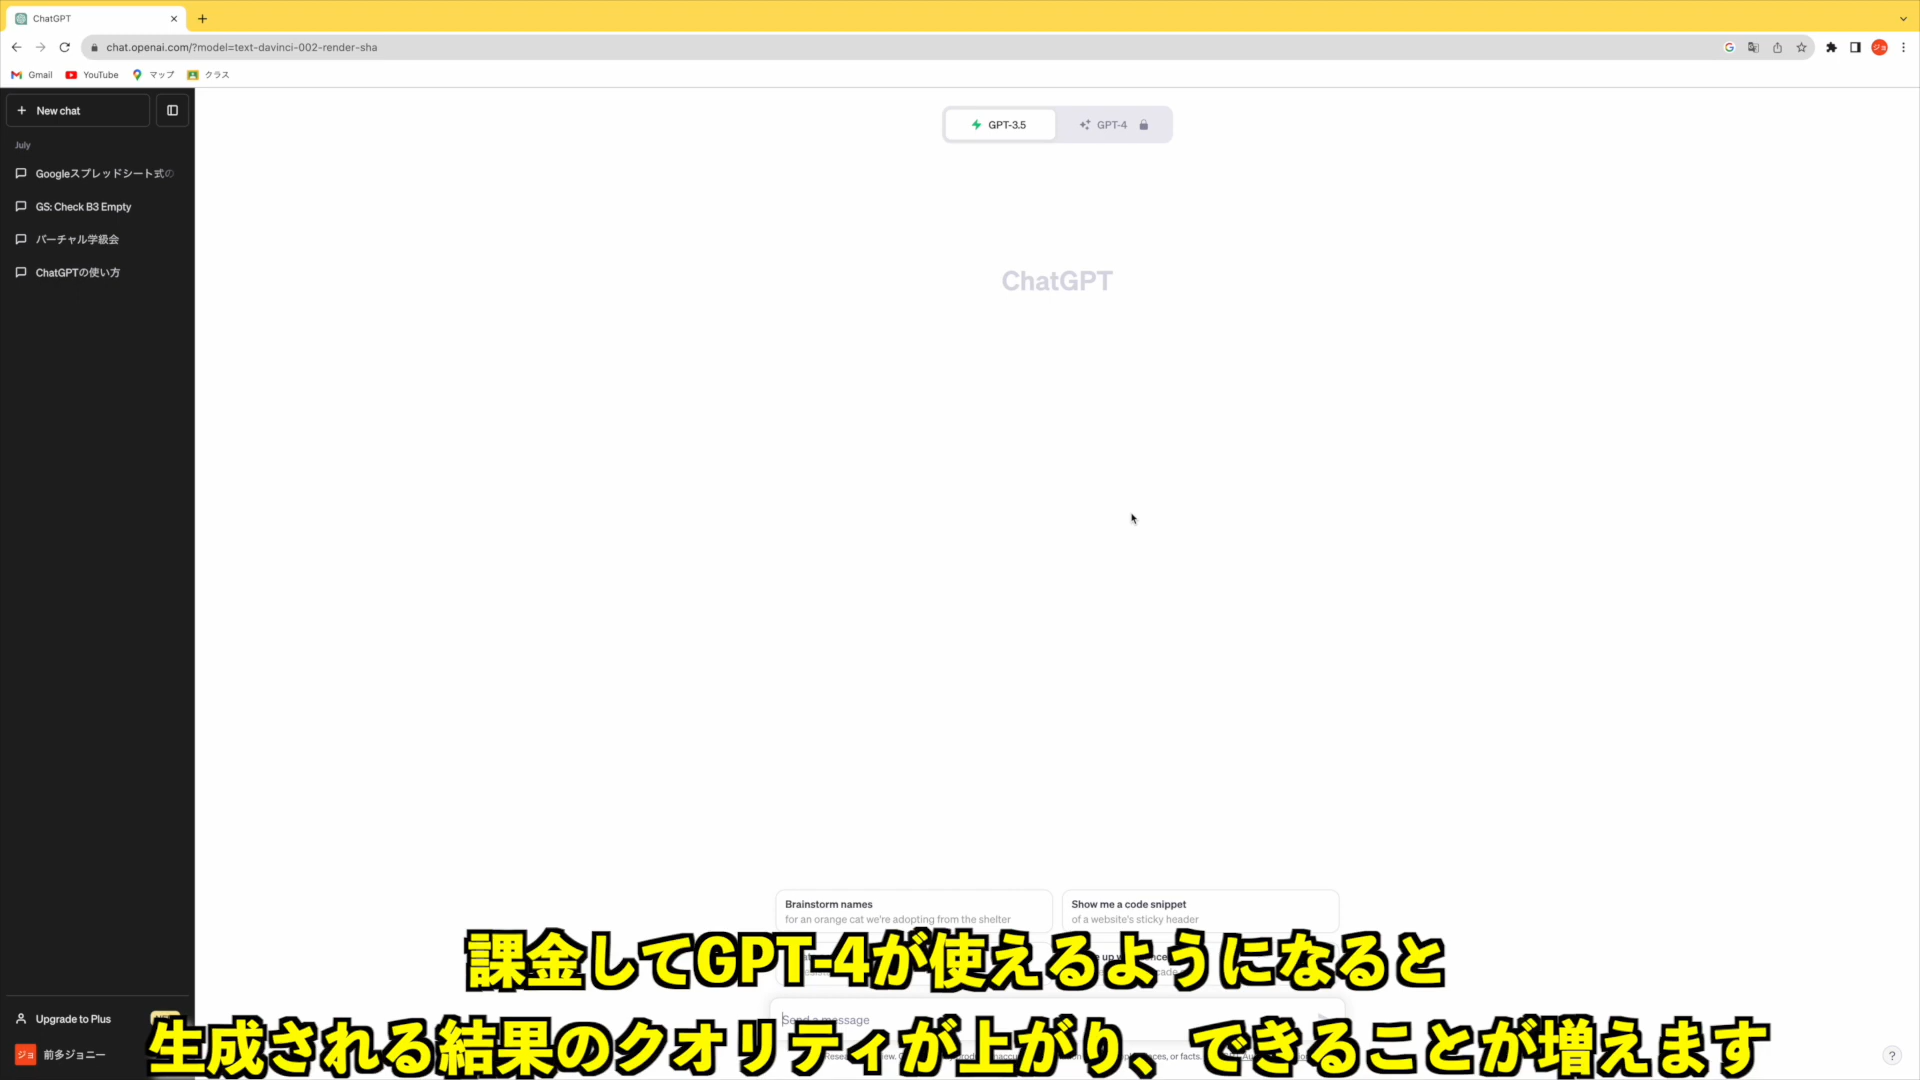 ChatGPT
chat.openai.com/?model=text-davinci-002-render-sha
Gmail
YouTube
マップ
クラス
ジョ
New chat
GPT-3.5
GPT-4
July
Googleスプレッドシート式の
GS: Check B3 Empty
バーチャル学級会
ChatGPTの使い方
ChatGPT
Brainstorm names
for an orange cat we're adopting from the shelter
Show me a code snippet
of a website's sticky header
課金してGPT-4が使えるようになると
Send a message
Upgrade to Plus
生成される結果のクオリティが上がり、できることが増えます
ジョ
前多ジョニー
?